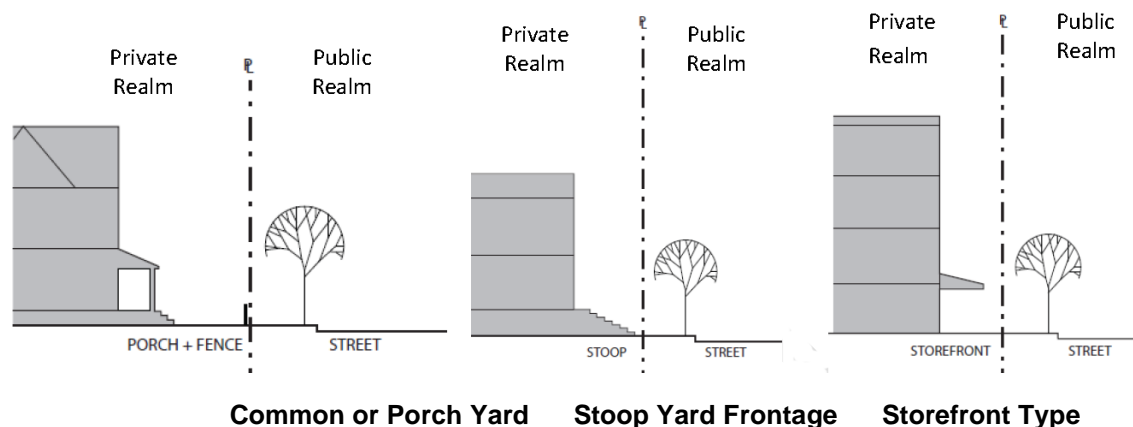 Private
Realm
Public
Realm
PORCH + FENCE
STREET
Private
Realm
Public
Realm
STOOP
STREET
Private
Realm
Public
Realm
STOREFRONT
STREET
Common or Porch Yard
Stoop Yard Frontage
Storefront Type